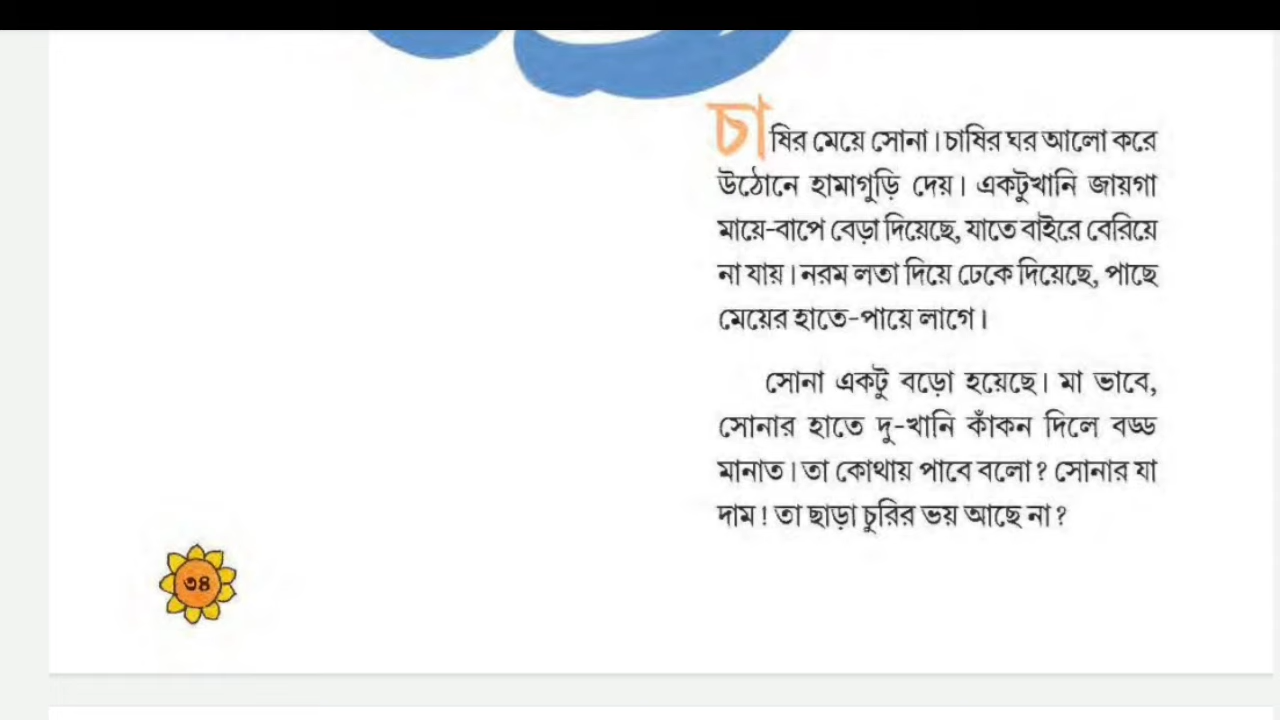 চাষির মেয়ে সোনা। চাষির ঘর আলো করে
উঠোনে হামাগুড়ি দেয়। একটুখানি জায়গা
মায়ে-বাপে বেড়া দিয়েছে, যাতে বাইরে বেরিয়ে
না যায়। নরম লতা দিয়ে ঢেকে দিয়েছে, পাছে
মেয়ের হাতে-পায়ে লাগে।
সোনা একটু বড়ো হয়েছে। মা ভাবে,
সোনার হাতে দু-খানি কাঁকন দিলে বড্ড
মানাত। তা কোথায় পাবে বলো? সোনার যা
দাম! তা ছাড়া চুরির ভয় আছে না?
৩৪